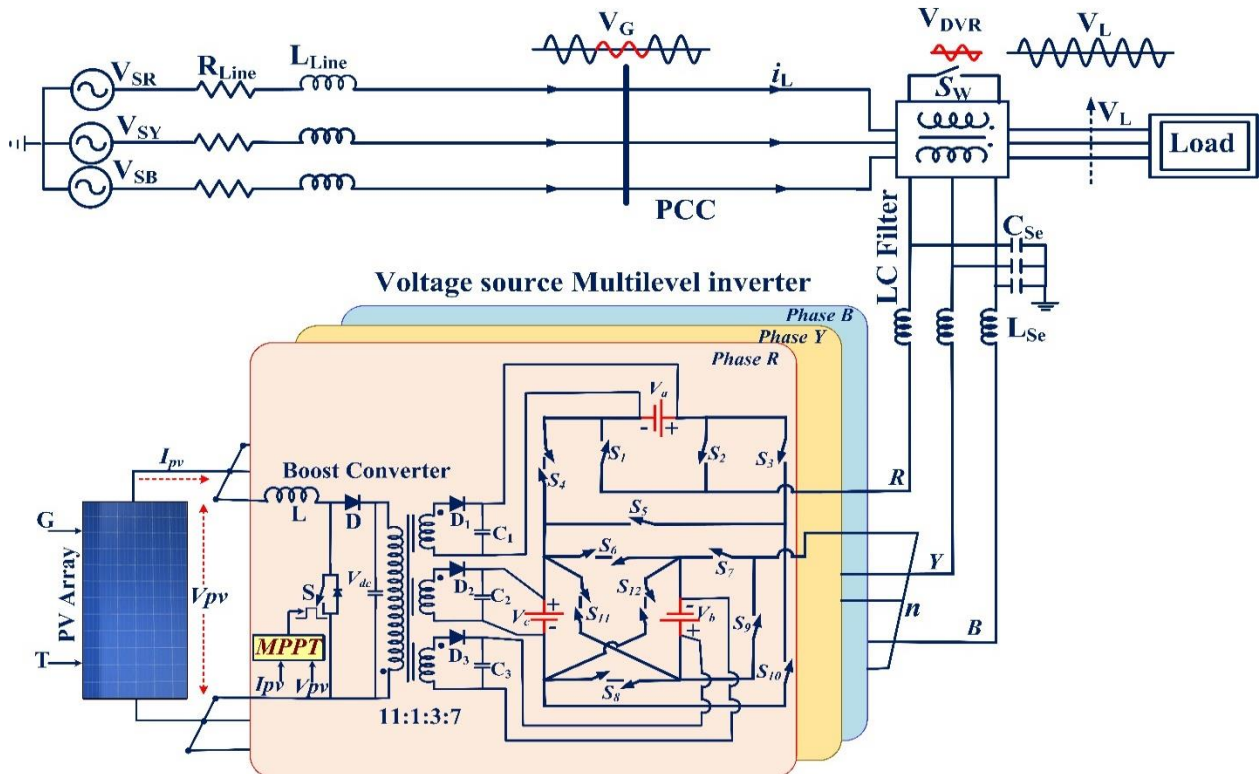 V_G
V_DVR
V_L
V_SR
R_Line
L_Line
i_L
S_W
V_L
Load
V_SY
V_SB
PCC
LC Filter
C_Se
L_Se
Voltage source Multilevel inverter
Phase B
Phase Y
Phase R
V_a
- +
S_1
S_2
S_3
S_4
S_5
S_6
S_7
S_12
S_11
V_c
+
-
V_b
-
+
S_9
S_8
S_10
R
Y
n
B
I_pv
Boost Converter
L
D
D_1
C_1
V_dc
S
D_2
C_2
D_3
C_3
MPPT
Ipv
Vpv
11:1:3:7
G
T
PV Array
Vpv